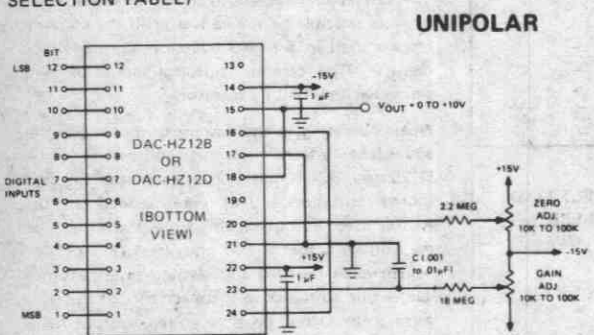 SELECTION TABLE)
UNIPOLAR
BIT
LSB 12 12
11 11
10 10
9 9
8 8
DIGITAL INPUTS 7 7
6 6
5 5
4 4
3 3
2 2
MSB 1 1
DAC-HZ12B
OR
DAC-HZ12D
(BOTTOM
VIEW)
13
14
15
16
17
18
19
20
21
22
23
24
-15V
1 µF
VOUT = 0 TO +10V
+15V
1 µF
2.2 MEG
C (.001
to .01µF)
18 MEG
+15V
ZERO
ADJ.
10K TO 100K
-15V
GAIN
ADJ
10K TO 100K